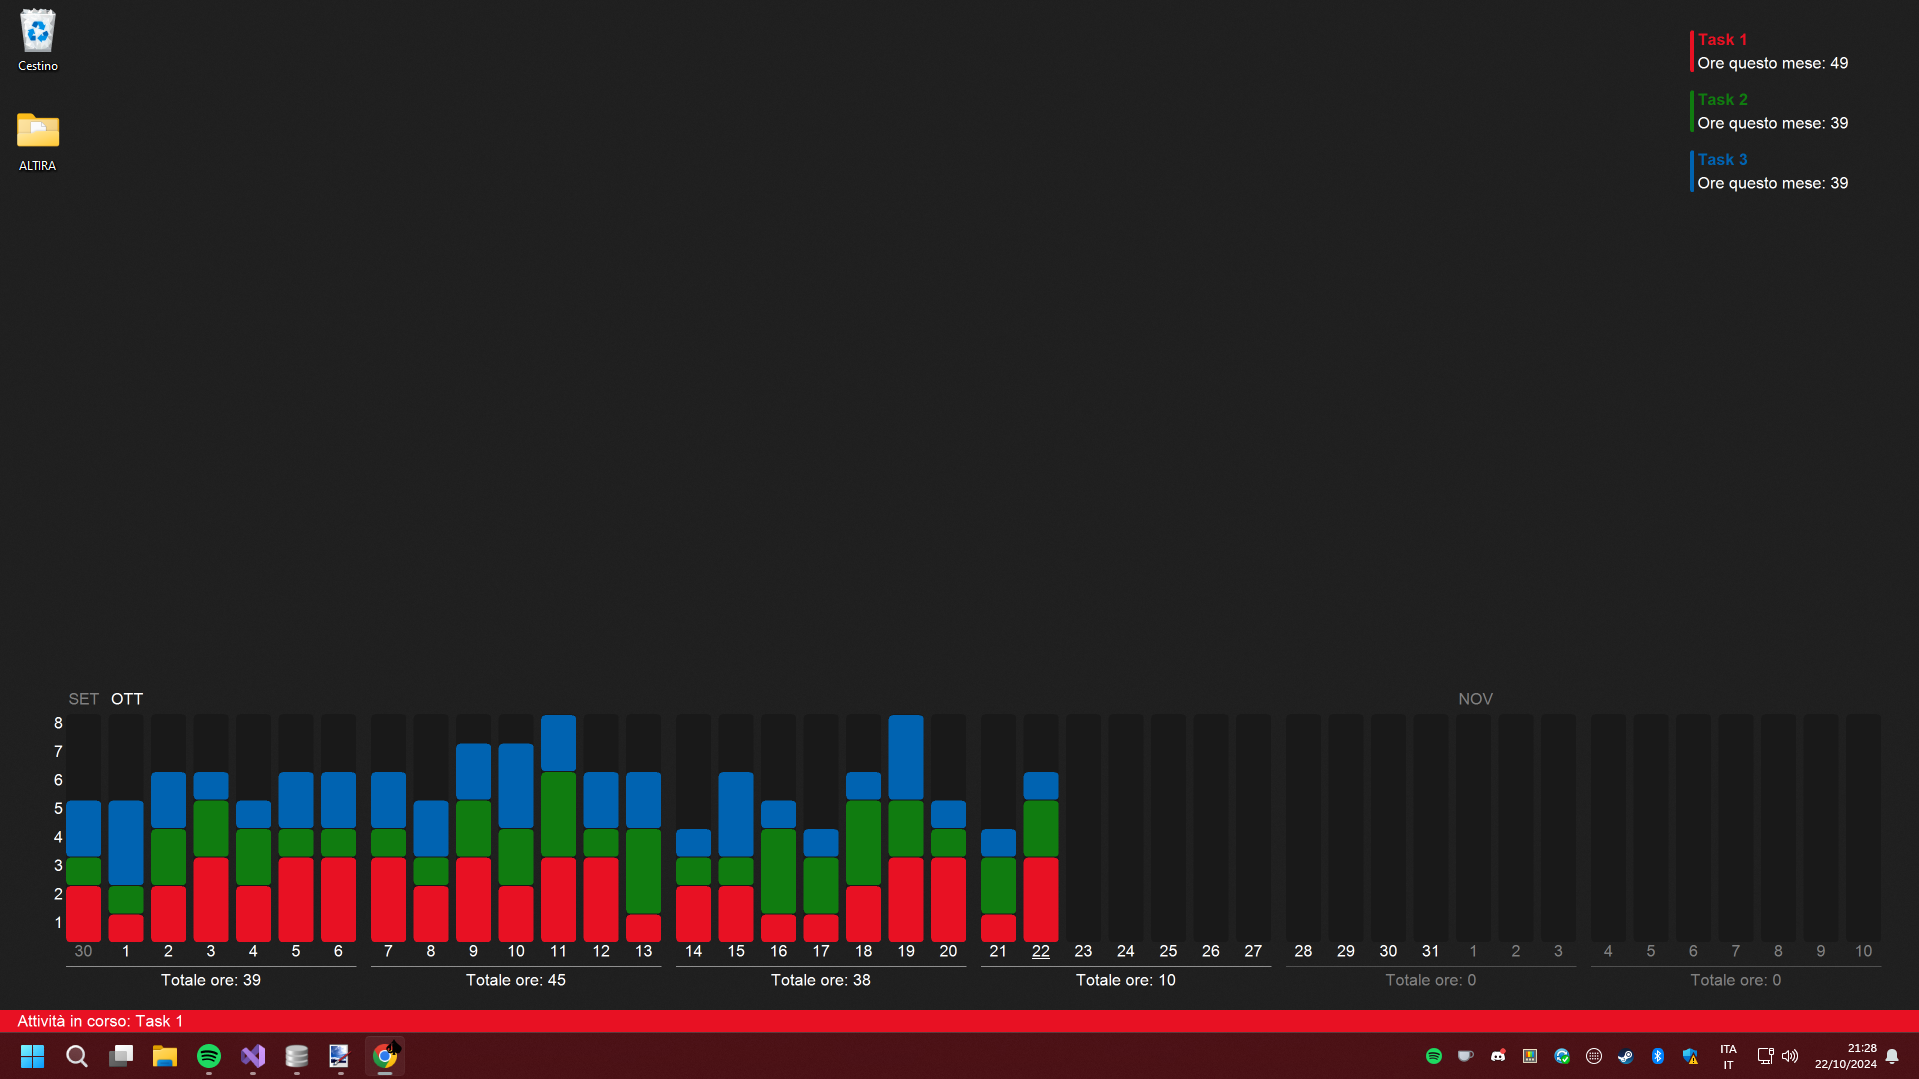 Cestino
ALTIRA
Task 1
Ore questo mese: 49
Task 2
Ore questo mese: 39
Task 3
Ore questo mese: 39
SET OTT NOV
8
7
6
5
4
3
2
1
30 1 2 3 4 5 6 7 8 9 10 11 12 13 14 15 16 17 18 19 20 21 22 23 24 25 26 27 28 29 30 31 1 2 3 4 5 6 7 8 9 10
Totale ore: 39 Totale ore: 45 Totale ore: 38 Totale ore: 10 Totale ore: 0 Totale ore: 0
Attività in corso: Task 1
ITA
IT
21:28
22/10/2024